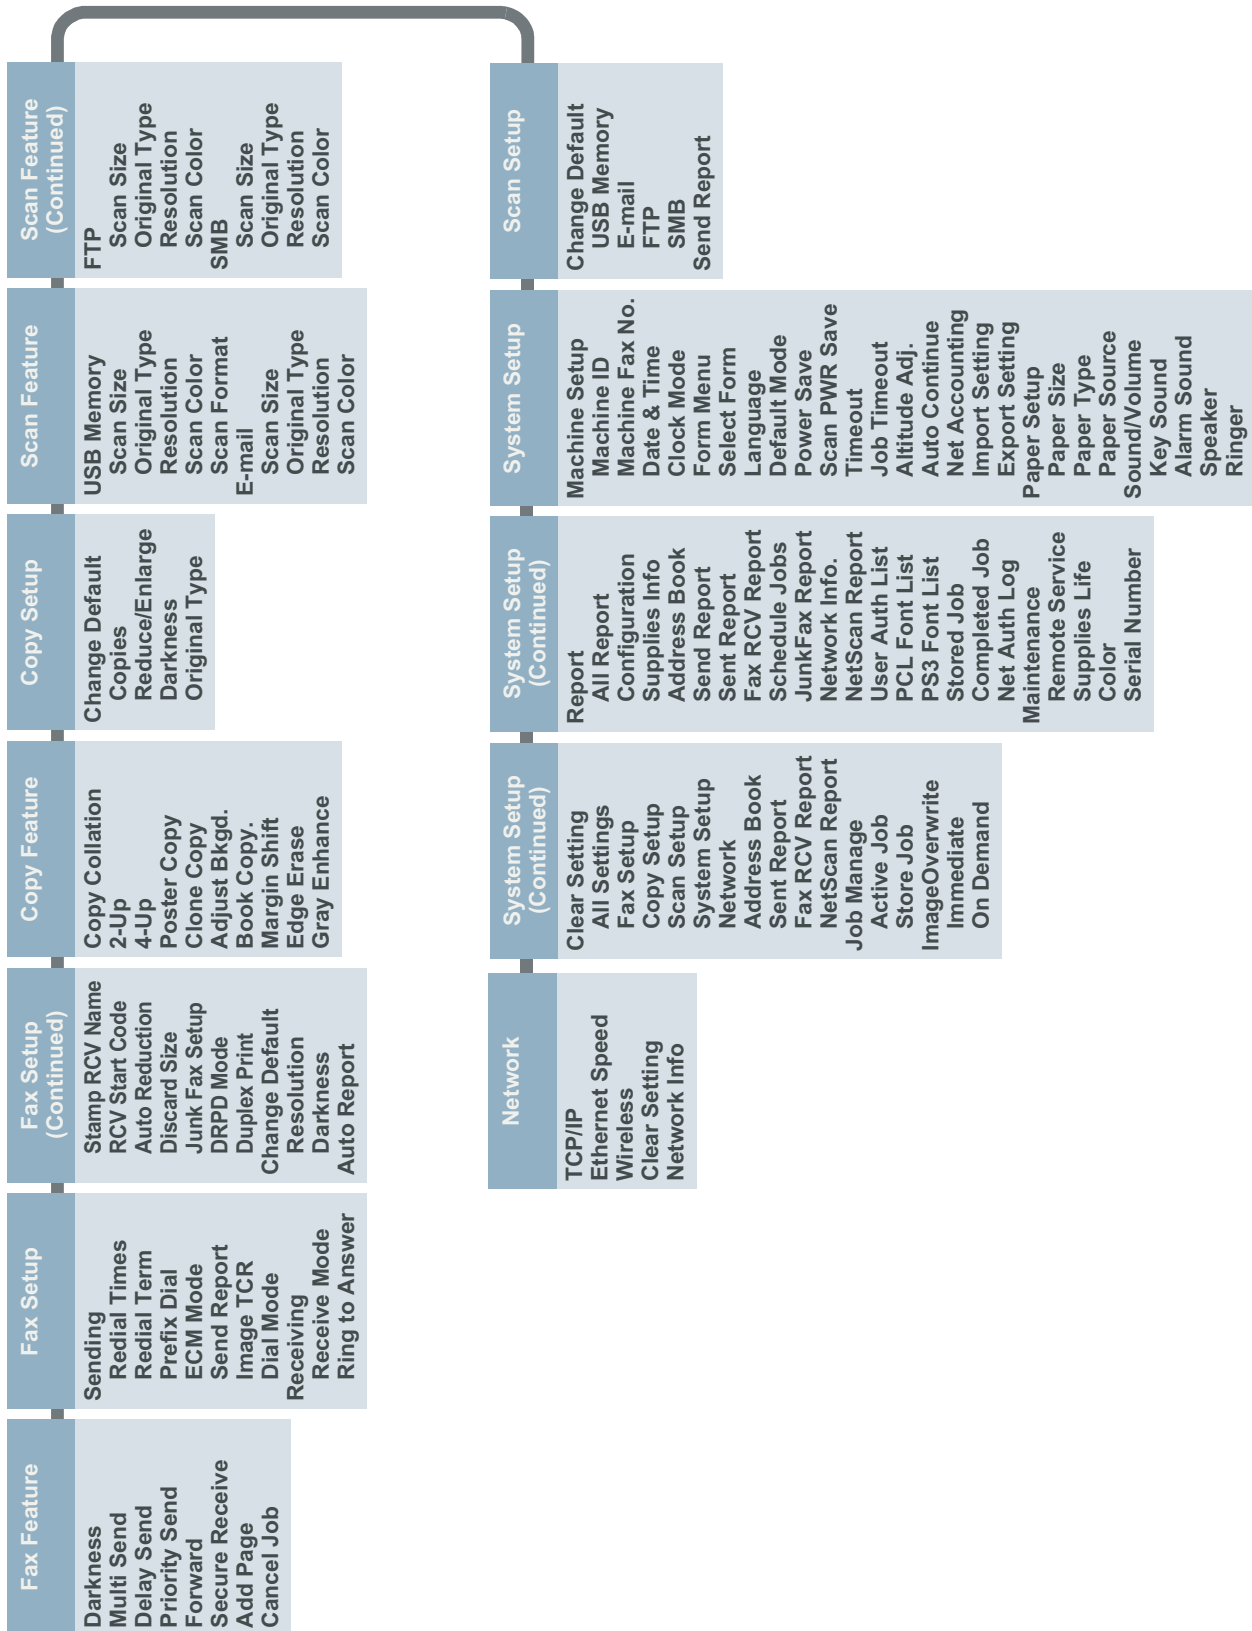 Fax Feature
Darkness
Multi Send
Delay Send
Priority Send
Forward
Secure Receive
Add Page
Cancel Job
Fax Setup
Sending
Redial Times
Redial Term
Prefix Dial
ECM Mode
Send Report
Image TCR
Dial Mode
Receiving
Receive Mode
Ring to Answer
Fax Setup
(Continued)
Stamp RCV Name
RCV Start Code
Auto Reduction
Discard Size
Junk Fax Setup
DRPD Mode
Duplex Print
Change Default
Resolution
Darkness
Auto Report
Copy Feature
Copy Collation
2-Up
4-Up
Poster Copy
Clone Copy
Adjust Bkgd.
Book Copy.
Margin Shift
Edge Erase
Gray Enhance
Copy Setup
Change Default
Copies
Reduce/Enlarge
Darkness
Original Type
Scan Feature
USB Memory
Scan Size
Original Type
Resolution
Scan Color
Scan Format
E-mail
Scan Size
Original Type
Resolution
Scan Color
Scan Feature
(Continued)
FTP
Scan Size
Original Type
Resolution
Scan Color
SMB
Scan Size
Original Type
Resolution
Scan Color
Scan Setup
Change Default
USB Memory
E-mail
FTP
SMB
Send Report
System Setup
Machine Setup
Machine ID
Machine Fax No.
Date & Time
Clock Mode
Form Menu
Select Form
Language
Default Mode
Power Save
Scan PWR Save
Timeout
Job Timeout
Altitude Adj.
Auto Continue
Net Accounting
Import Setting
Export Setting
Paper Setup
Paper Size
Paper Type
Paper Source
Sound/Volume
Key Sound
Alarm Sound
Speaker
Ringer
System Setup
(Continued)
Report
All Report
Configuration
Supplies Info
Address Book
Send Report
Sent Report
Fax RCV Report
Schedule Jobs
JunkFax Report
Network Info.
NetScan Report
User Auth List
PCL Font List
PS3 Font List
Stored Job
Completed Job
Net Auth Log
Maintenance
Remote Service
Supplies Life
Color
Serial Number
System Setup
(Continued)
Clear Setting
All Settings
Fax Setup
Copy Setup
Scan Setup
System Setup
Network
Address Book
Sent Report
Fax RCV Report
NetScan Report
Job Manage
Active Job
Store Job
ImageOverwrite
Immediate
On Demand
Network
TCP/IP
Ethernet Speed
Wireless
Clear Setting
Network Info